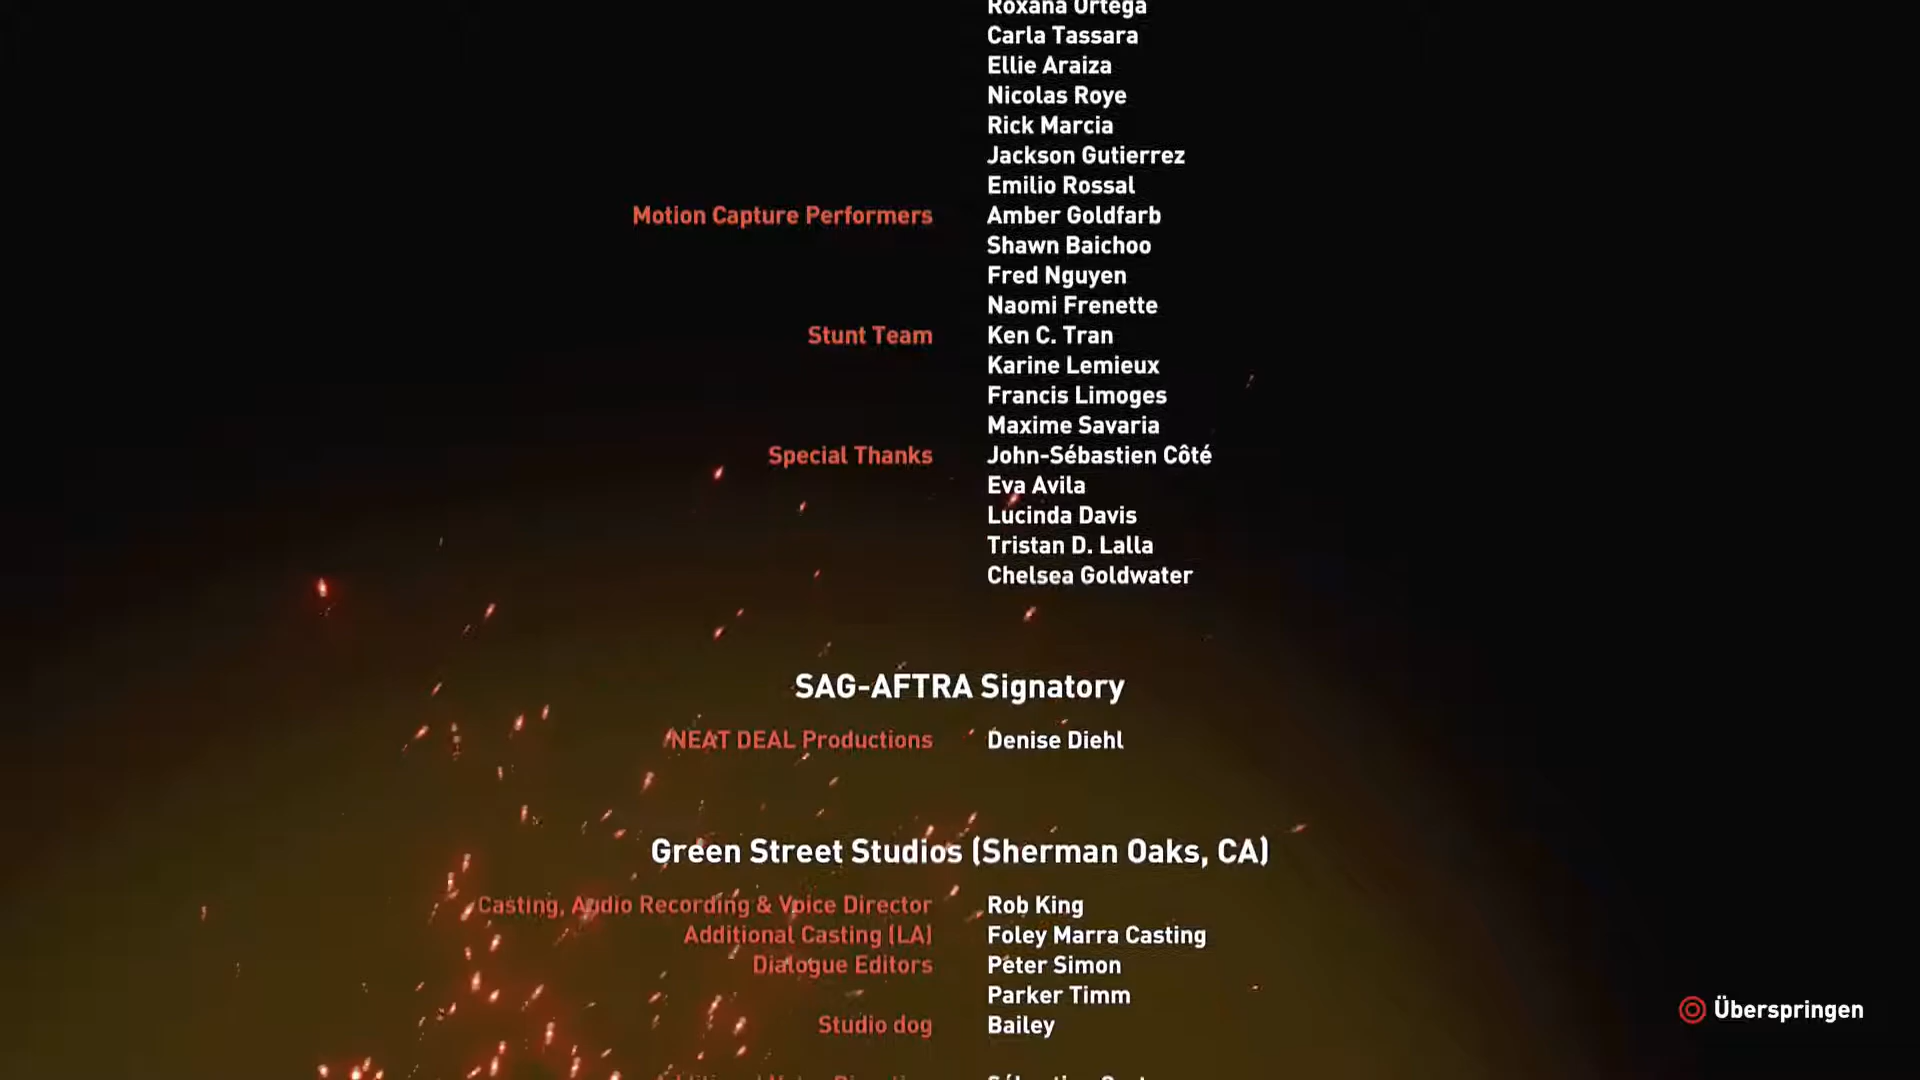 Roxana Ortega
Carla Tassara
Ellie Araiza
Nicolas Roye
Rick Marcia
Jackson Gutierrez
Emilio Rossal
Motion Capture Performers Amber Goldfarb
Shawn Baichoo
Fred Nguyen
Naomi Frenette
Stunt Team Ken C. Tran
Karine Lemieux
Francis Limoges
Maxime Savaria
Special Thanks John-Sébastien Côté
Eva Avila
Lucinda Davis
Tristan D. Lalla
Chelsea Goldwater
SAG-AFTRA Signatory
NEAT DEAL Productions Denise Diehl
Green Street Studios (Sherman Oaks, CA)
Casting, Audio Recording & Voice Director Rob King
Additional Casting (LA) Foley Marra Casting
Dialogue Editors Peter Simon
Parker Timm
Studio dog Bailey
Überspringen